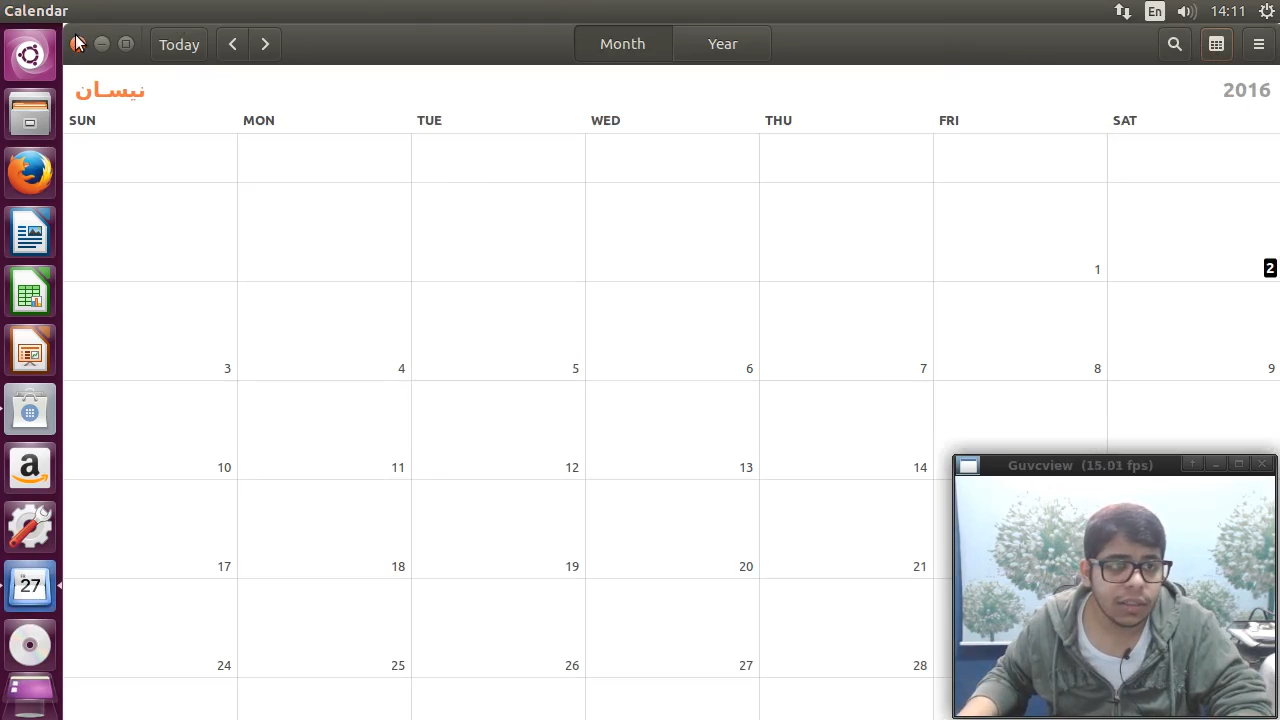 Calendar
En
14:11
Today
Month
Year
نيسـان
2016
SUN MON TUE WED THU FRI SAT
1 2
3 4 5 6 7 8 9
10 11 12 13 14
17 18 19 20 21
24 25 26 27 28
27
a
Guvcview (15.01 fps)